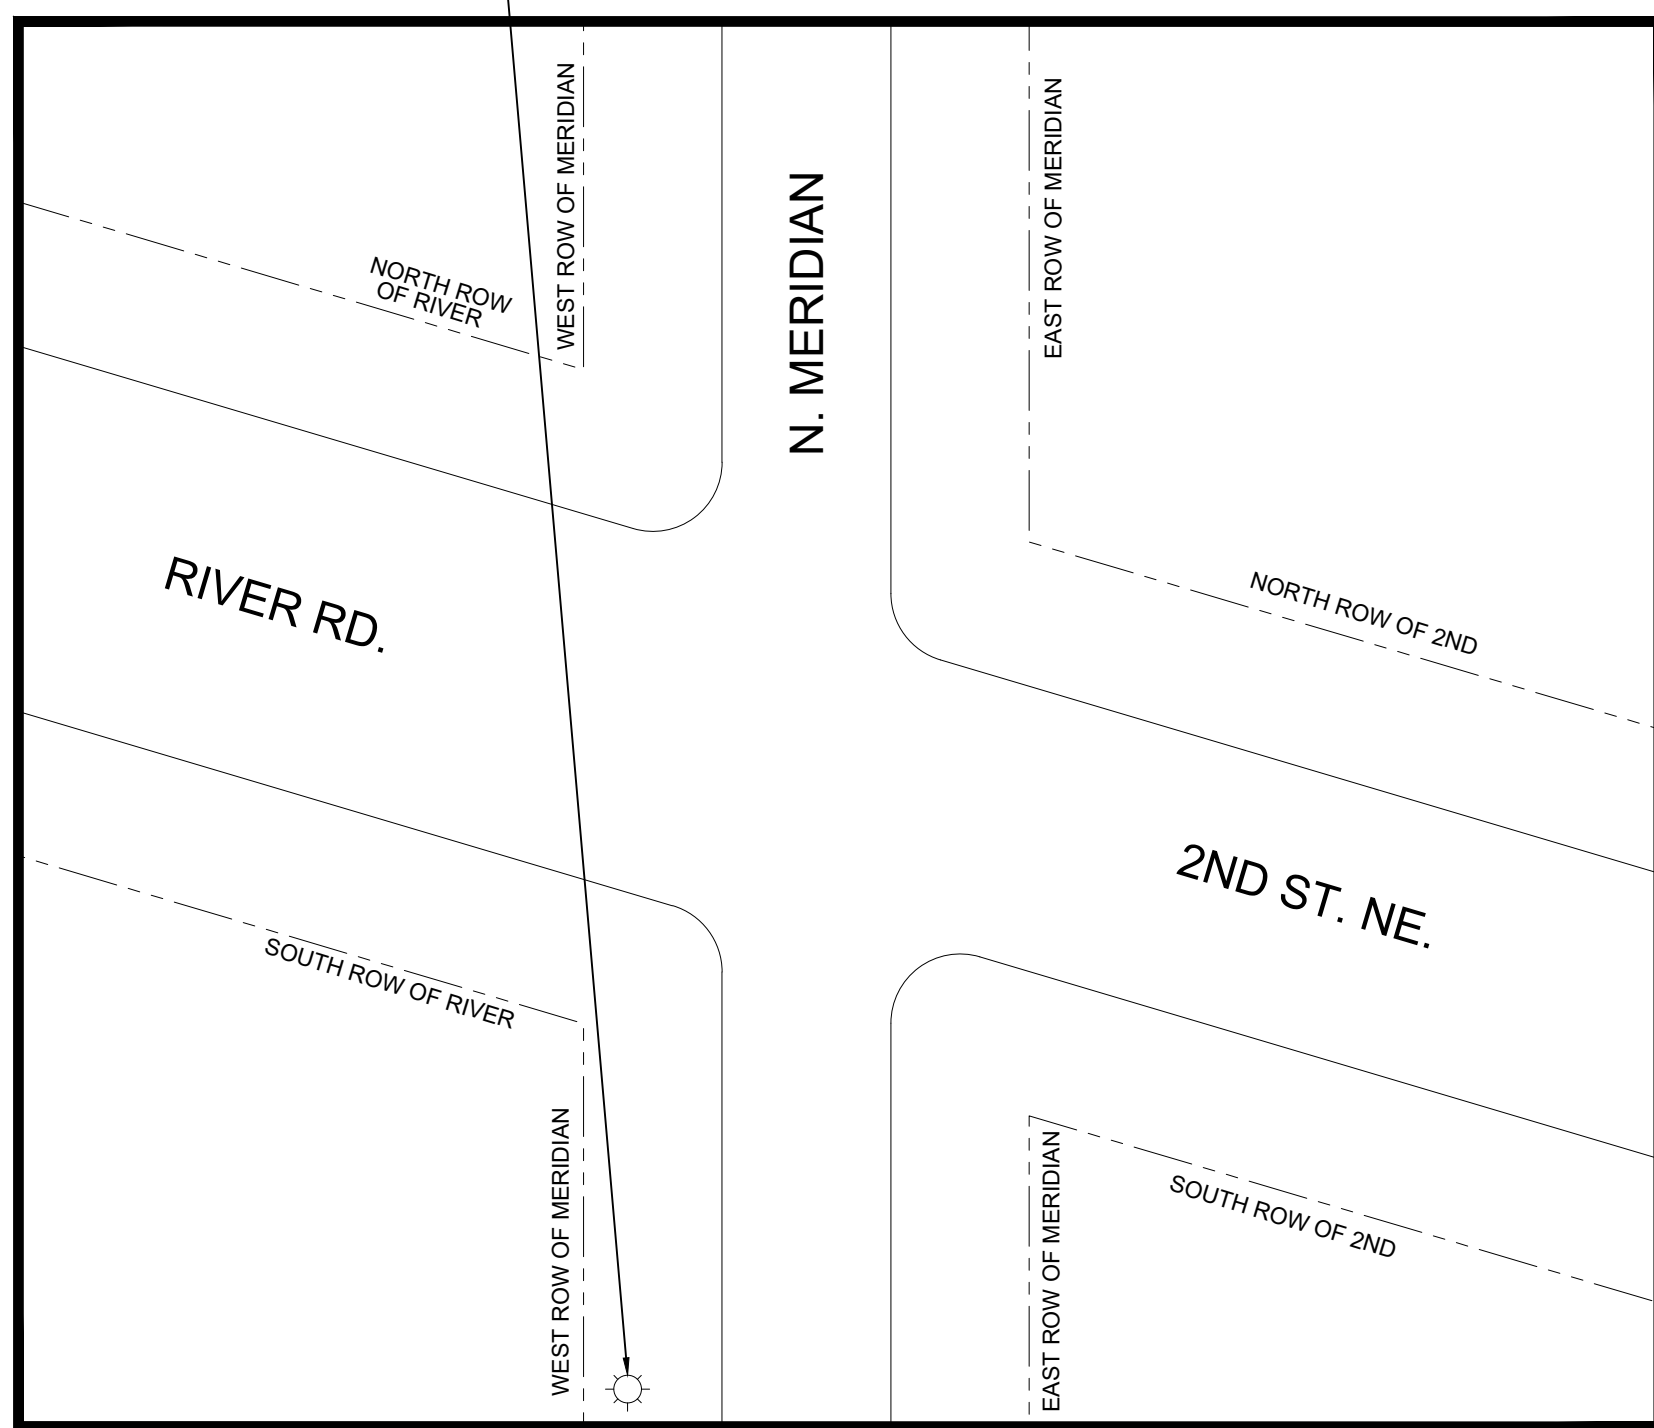 WEST ROW OF MERIDIAN
EAST ROW OF MERIDIAN
N. MERIDIAN
NORTH ROW
OF RIVER
RIVER RD.
NORTH ROW OF 2ND
2ND ST. NE.
SOUTH ROW OF RIVER
WEST ROW OF MERIDIAN
EAST ROW OF MERIDIAN
SOUTH ROW OF 2ND